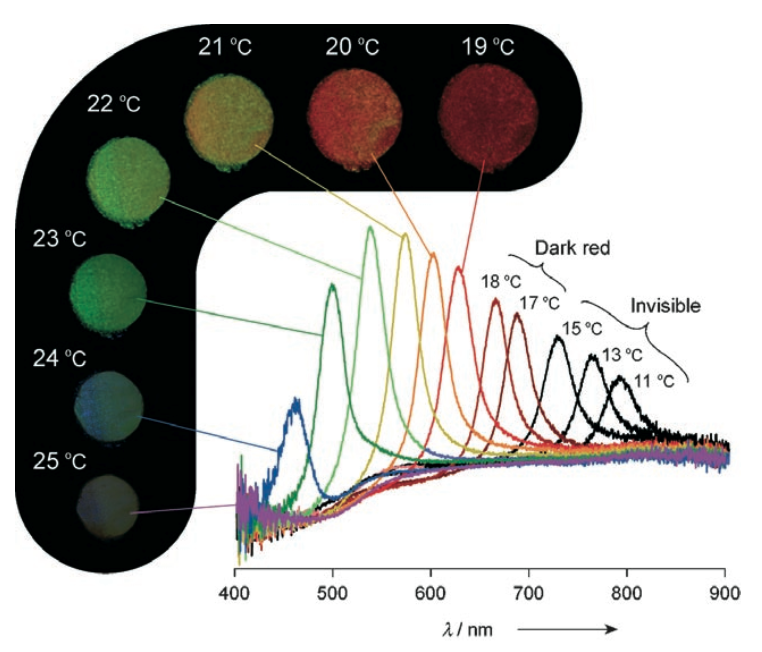 21 °C
20 °C
19 °C
22 °C
23 °C
24 °C
25 °C
Dark red
18 °C
17 °C
Invisible
15 °C
13 °C
11 °C
400
500
600
700
800
900
λ / nm